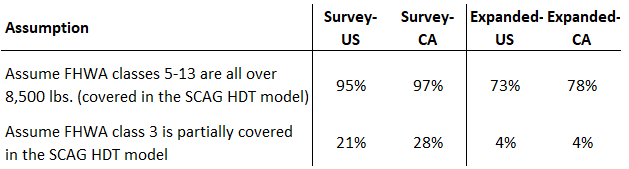 Assumption Survey-US Survey-CA Expanded-US Expanded-CA
Assume FHWA classes 5-13 are all over
8,500 lbs. (covered in the SCAG HDT model) 95% 97% 73% 78%
Assume FHWA class 3 is partially covered
in the SCAG HDT model 21% 28% 4% 4%